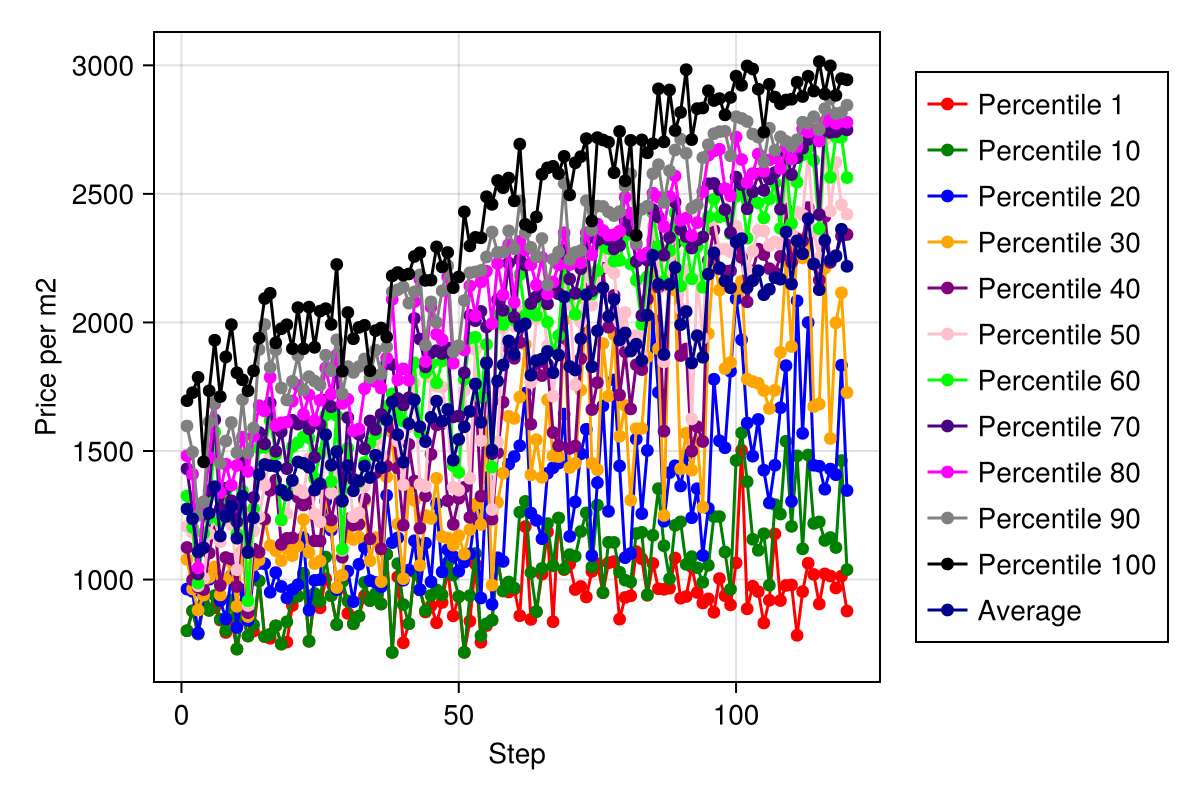 3000
2500
2000
1500
1000
Price per m2
0
50
100
Step
Percentile 1
Percentile 10
Percentile 20
Percentile 30
Percentile 40
Percentile 50
Percentile 60
Percentile 70
Percentile 80
Percentile 90
Percentile 100
Average